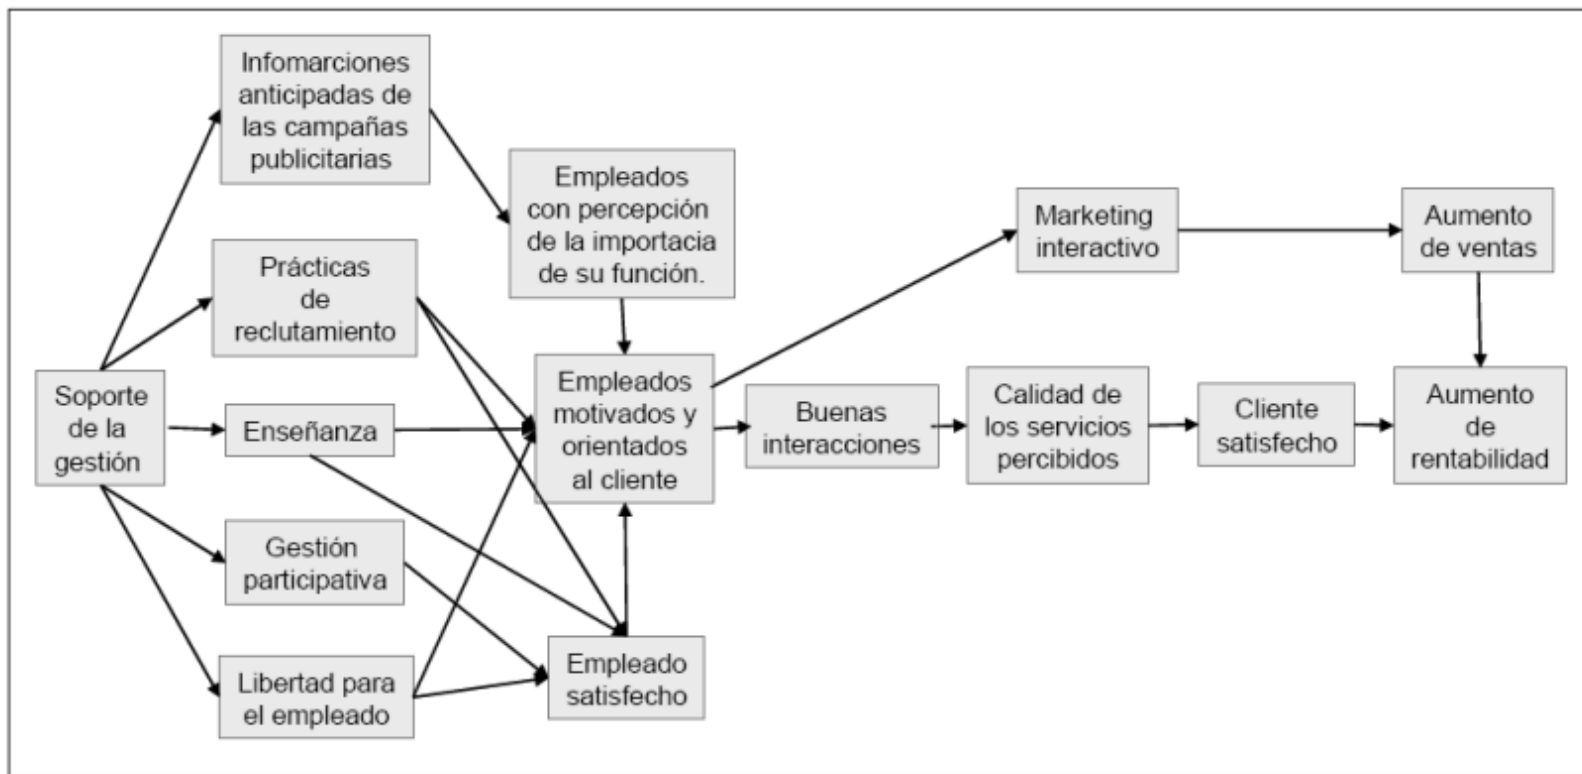 Infomarciones
anticipadas de
las campañas
publicitarias
Empleados
con percepción
de la importacia
de su función.
Marketing
interactivo
Aumento
de ventas
Prácticas
de
reclutamiento
Soporte
de la
gestión
Enseñanza
Empleados
motivados y
orientados
al cliente
Buenas
interacciones
Calidad de
los servicios
percibidos
Cliente
satisfecho
Aumento
de
rentabilidad
Gestión
participativa
Libertad para
el empleado
Empleado
satisfecho